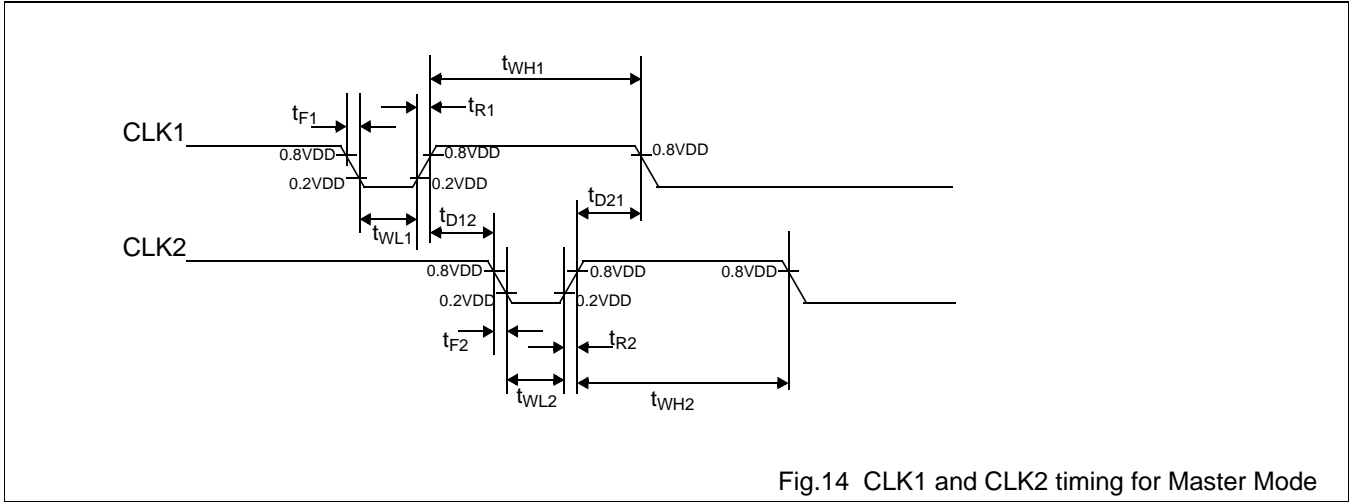 tWH1
tF1
tR1
CLK1
0.8VDD
0.8VDD
0.8VDD
0.2VDD
0.2VDD
tD21
tD12
tWL1
CLK2
0.8VDD
0.8VDD
0.8VDD
0.2VDD
0.2VDD
tF2
tR2
tWL2
tWH2
Fig.14 CLK1 and CLK2 timing for Master Mode